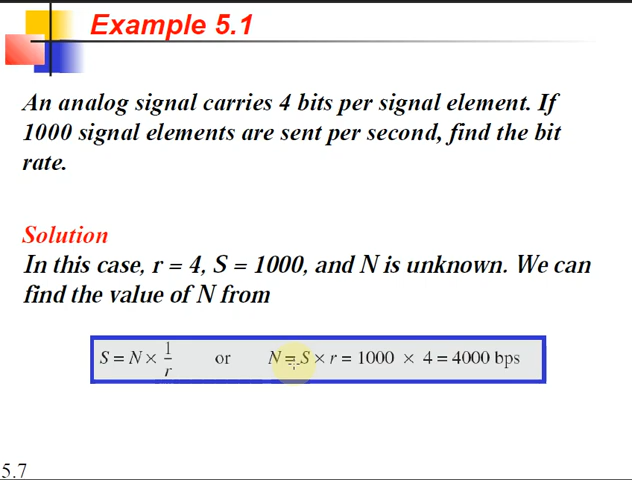 Example 5.1
An analog signal carries 4 bits per signal element. If
1000 signal elements are sent per second, find the bit
rate.
Solution
In this case, r = 4, S = 1000, and N is unknown. We can
find the value of N from
S = N × 1/r or N = S × r = 1000 × 4 = 4000 bps
5.7